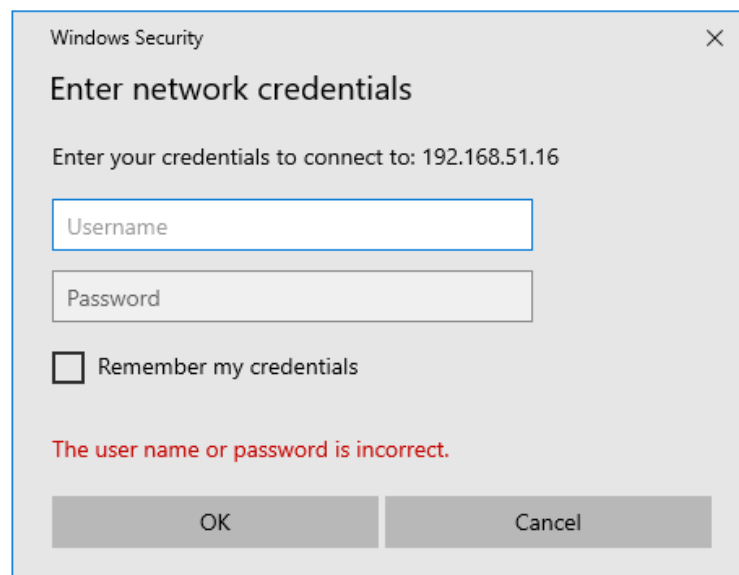 Windows Security
Enter network credentials
Enter your credentials to connect to: 192.168.51.16
Username
Password
Remember my credentials
The user name or password is incorrect.
OK
Cancel